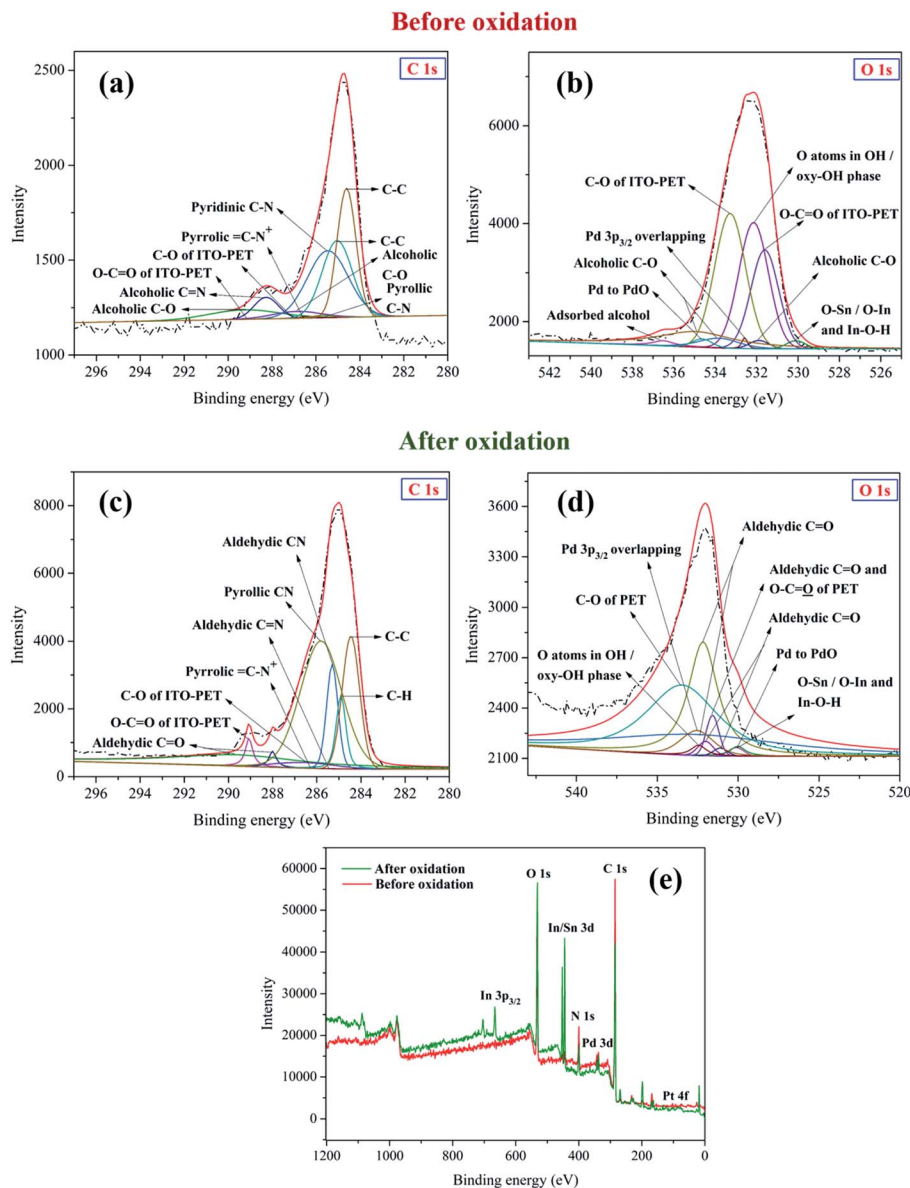 Before oxidation
(a)
C 1s
2500
2000
1500
1000
Intensity
C-C
Pyridinic C-N
Pyrrolic =C-N+
C-O of ITO-PET
O-C=O of ITO-PET
Alcoholic C=N
Alcoholic C-O
C-C
Alcoholic
C-O
Pyrollic
C-N
296 294 292 290 288 286 284 282 280
Binding energy (eV)
(b)
O 1s
6000
4000
2000
Intensity
O atoms in OH /
oxy-OH phase
C-O of ITO-PET
O-C=O of ITO-PET
Pd 3p3/2 overlapping
Alcoholic C-O
Pd to PdO
Adsorbed alcohol
Alcoholic C-O
O-Sn / O-In
and In-O-H
542 540 535 530 525
Binding energy (eV)
After oxidation
(c)
C 1s
8000
6000
4000
2000
0
Intensity
Aldehydic CN
Pyrollic CN
Aldehydic C=N
Pyrrolic =C-N+
C-O of ITO-PET
O-C=O of ITO-PET
Aldehydic C=O
C-C
C-H
296 294 292 290 288 286 284 282 280
Binding energy (eV)
(d)
O 1s
3600
3300
3000
2700
2400
2100
Intensity
Aldehydic C=O
Pd 3p3/2 overlapping
C-O of PET
O atoms in OH /
oxy-OH phase
Aldehydic C=O and
O-C=O of PET
Aldehydic C=O
Pd to PdO
O-Sn / O-In and
In-O-H
540 535 530 525 520
Binding energy (eV)
(e)
After oxidation
Before oxidation
60000
50000
40000
30000
20000
10000
0
Intensity
O 1s
C 1s
In/Sn 3d
In 3p3/2
N 1s
Pd 3d
Pt 4f
1200 1000 800 600 400 200 0
Binding energy (eV)